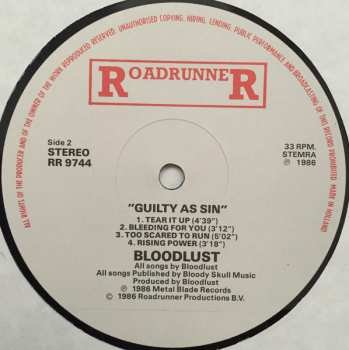 ALL RIGHTS OF THE PRODUCER AND OF THE OWNER OF THE WORK REPRODUCED RESERVED. UNAUTHORISED COPYING, HIRING, LENDING, PUBLIC PERFORMANCE AND BROADCASTING OF THIS RECORD PROHIBITED. MADE IN HOLLAND
ROADRUNNER
Side 2
STEREO
RR 9744
33 RPM.
STEMRA
℗ 1986
"GUILTY AS SIN"
1. TEAR IT UP (4'39")
2. BLEEDING FOR YOU (3'12")
3. TOO SCARED TO RUN (5'02")
4. RISING POWER (3'18")
BLOODLUST
All songs by Bloodlust
All songs Published by Bloody Skull Music
Produced by Bloodlust
℗ 1986 Metal Blade Records
© 1986 Roadrunner Productions B.V.